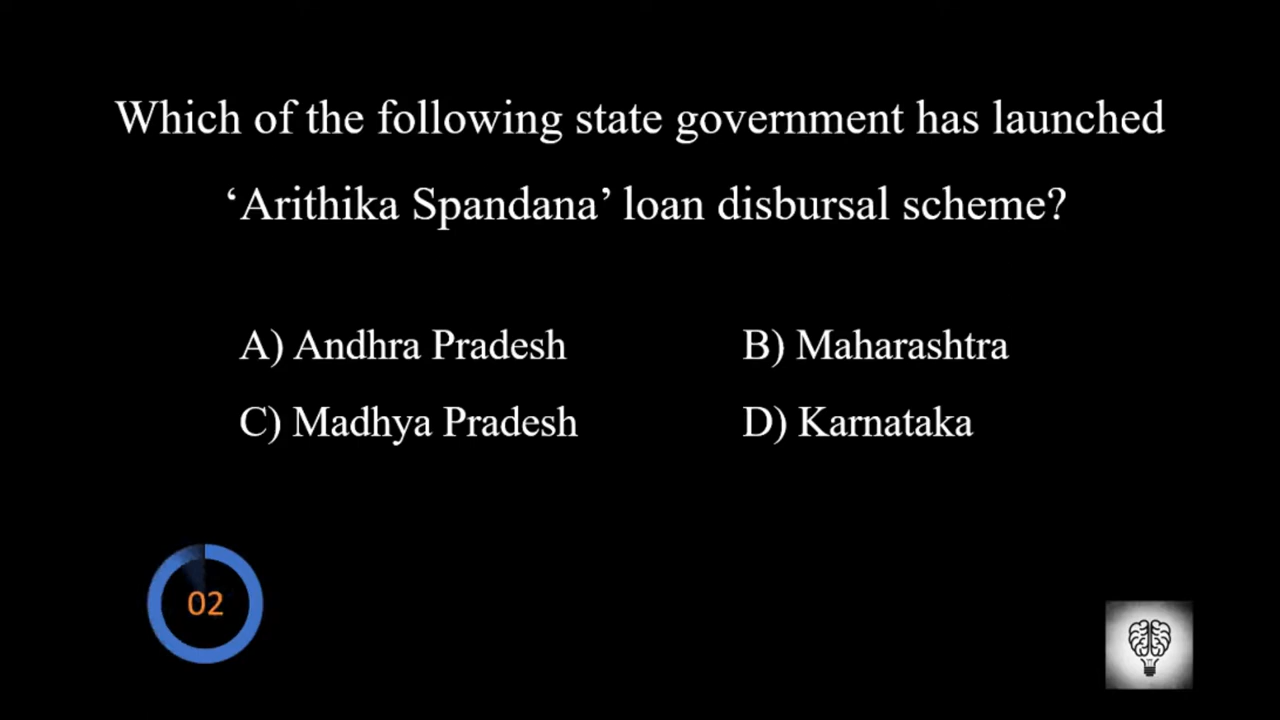 Which of the following state government has launched
‘Arithika Spandana’ loan disbursal scheme?
A) Andhra Pradesh B) Maharashtra
C) Madhya Pradesh D) Karnataka
02